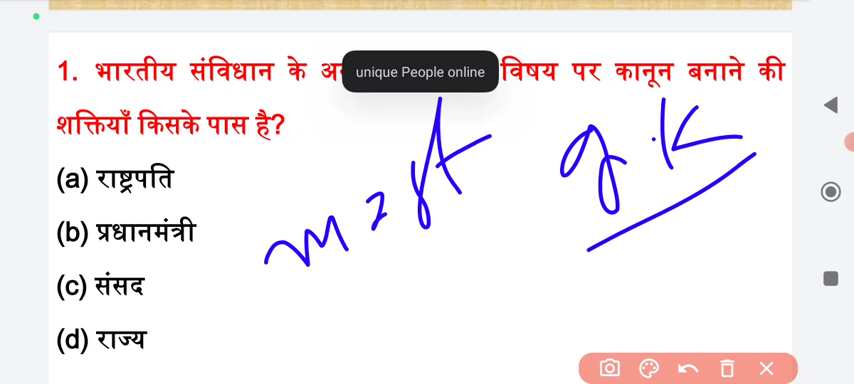 1. भारतीय संविधान के विषय पर कानून बनाने की
unique People online
शक्तियाँ किसके पास है?
(a) राष्ट्रपति
(b) प्रधानमंत्री
(c) संसद
(d) राज्य
g.k